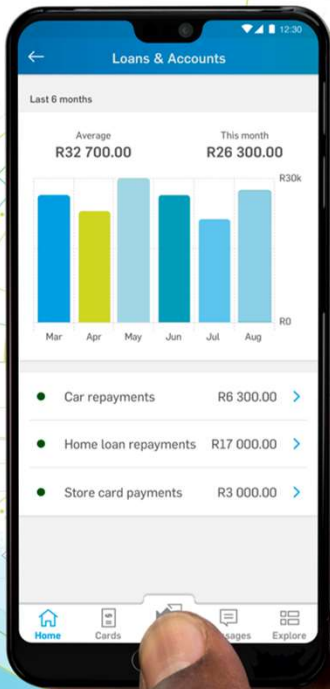 12:30
Loans & Accounts
Last 6 months
Average
This month
R32 700.00
R26 300.00
R30k
R0
Mar Apr May Jun Jul Aug
Car repayments R6 300.00
Home loan repayments R17 000.00
Store card payments R3 000.00
Home Cards Explore